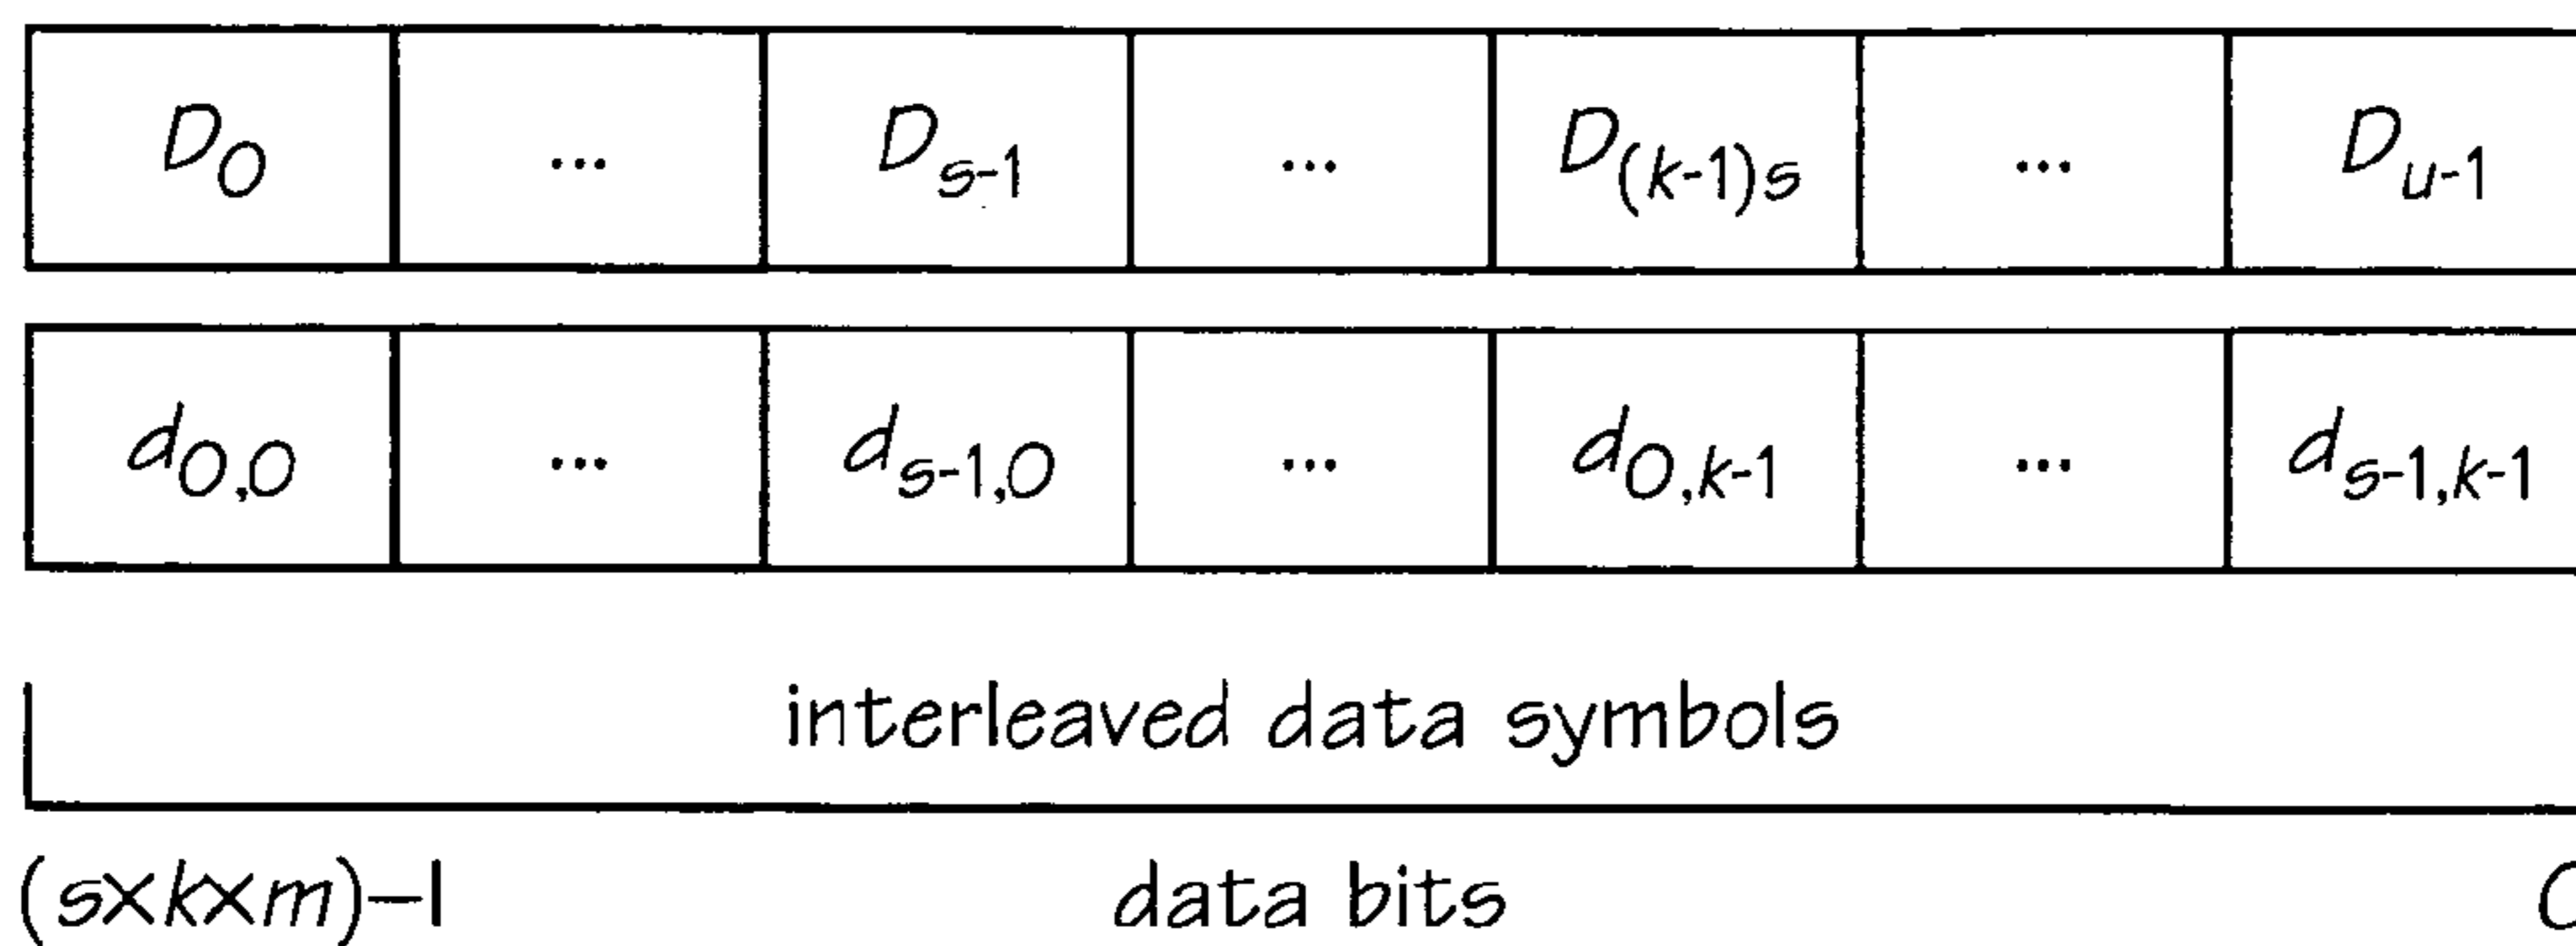 D₀ ... Dₛ₋₁ ... D₍ₖ₋₁₎ₛ ... Dᵤ₋₁
d₀,₀ ... dₛ₋₁,₀ ... d₀,ₖ₋₁ ... dₛ₋₁,ₖ₋₁
interleaved data symbols
(s×k×m)–1 data bits